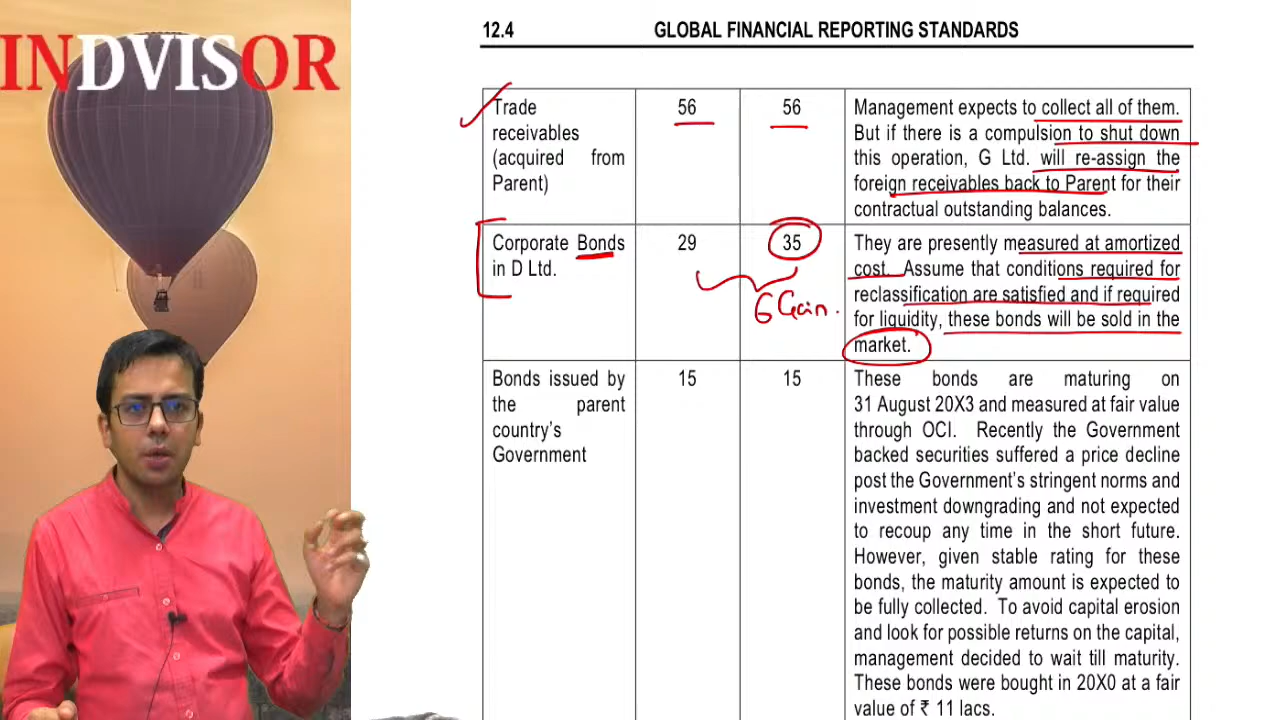 INDVISOR
12.4 GLOBAL FINANCIAL REPORTING STANDARDS
Trade
receivables
(acquired from
Parent)
56
56
Management expects to collect all of them.
But if there is a compulsion to shut down
this operation, G Ltd. will re-assign the
foreign receivables back to Parent for their
contractual outstanding balances.
Corporate Bonds
in D Ltd.
29
35
6 Gain.
They are presently measured at amortized
cost. Assume that conditions required for
reclassification are satisfied and if required
for liquidity, these bonds will be sold in the
market.
Bonds issued by
the parent
country's
Government
15
15
These bonds are maturing on
31 August 20X3 and measured at fair value
through OCI. Recently the Government
backed securities suffered a price decline
post the Government's stringent norms and
investment downgrading and not expected
to recoup any time in the short future.
However, given stable rating for these
bonds, the maturity amount is expected to
be fully collected. To avoid capital erosion
and look for possible returns on the capital,
management decided to wait till maturity.
These bonds were bought in 20X0 at a fair
value of ₹ 11 lacs.